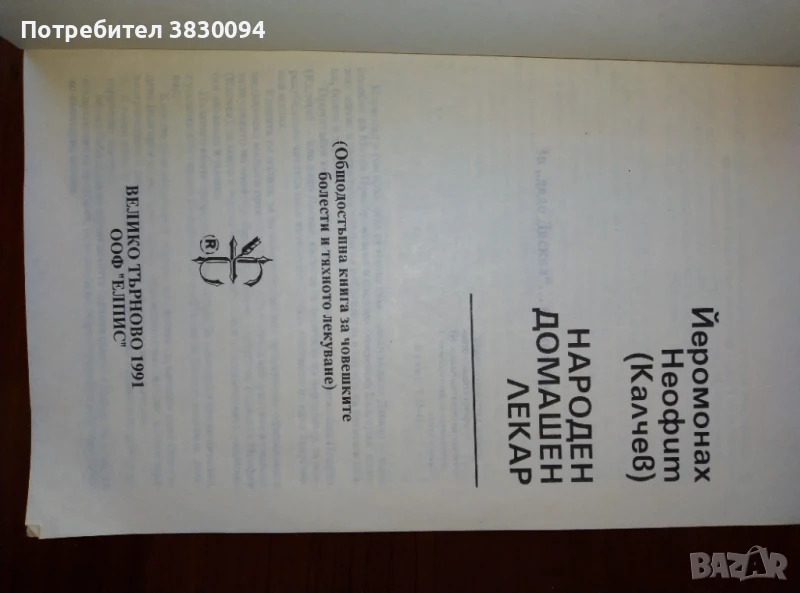 Потребител 3830094
Йеромонах
Неофит
(Калчев)
НАРОДЕН
ДОМАШЕН
ЛЕКАР
(Общодостъпна книга за човешките
болести и тяхното лекуване)
R
ВЕЛИКО ТЪРНОВО 1991
ООФ "ЕЛПИС"
BAZAR